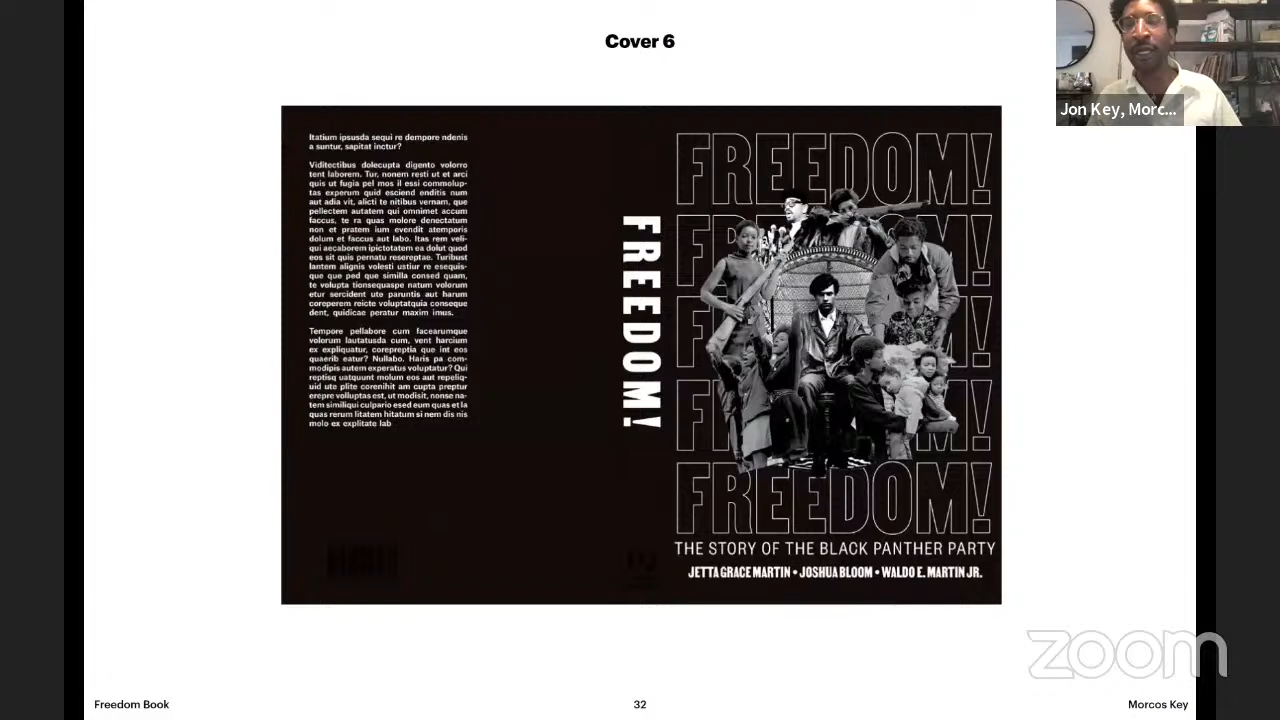 Cover 6
Jon Key, Morc...
Itatium ipsusda sequi re dempore ndenis
a suntur, sapitat inctur?
Viditectibus dolecupta digento volorro
tent laborem. Tur, nonem resti ut et arci
quis ut fugia pel mos il essi commolup-
tas experum quid esciend enditis num
aut adia vit, alicti te nitibus vernam, que
pellectem autatem qui omnimet accum
faccus, te ra quas molore denectatum
non et pratem ium evendit atemporis
dolum et faccus aut labo. Itas rem veli-
qui aecaborem ipictotatem ea dolut quod
eos sit quis pernatu resereptae. Turibust
lantem alignis volesti ustiur re esequis-
que que ped que similla consed quam,
te volupta tionsequaspe natum volorum
etur sercident ute paruntis aut harum
coreperem reicte voluptatquia conseque
dent, quidicae peratur maxim imus.
Tempore pellabore cum facearumque
volorum lautatusda cum, vent harcium
ex expliquatur, corepreptia que int eos
quaerib eatur? Nullabo. Haris pa com-
modipis autem experatus voluptatur? Qui
reptisq uatquunt molum eos aut repeliq-
uid ute plite corenihit am cupta preptur
erepre volluptas est, ut modisit, nonse na-
tem similiqui culpario esed eum quas et la
quas rerum litatem hitatum si nem dis nis
molo ex explitate lab
FREEDOM!
FREEDOM!
FREEDOM!
THE STORY OF THE BLACK PANTHER PARTY
JETTA GRACE MARTIN • JOSHUA BLOOM • WALDO E. MARTIN JR.
zoom
Freedom Book
32
Morcos Key